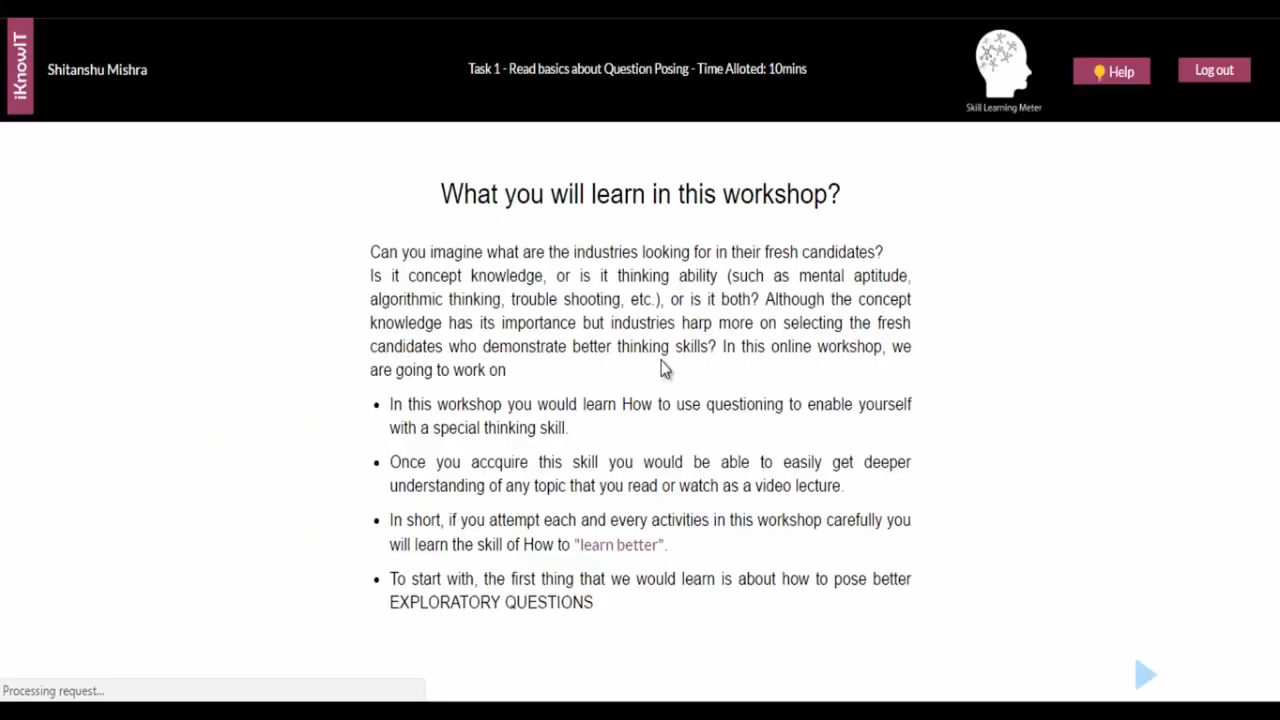 iKnowIT
Shitanshu Mishra
Task 1 - Read basics about Question Posing - Time Alloted: 10mins
Skill Learning Meter
Help
Log out
What you will learn in this workshop?
Can you imagine what are the industries looking for in their fresh candidates?
Is it concept knowledge, or is it thinking ability (such as mental aptitude,
algorithmic thinking, trouble shooting, etc.), or is it both? Although the concept
knowledge has its importance but industries harp more on selecting the fresh
candidates who demonstrate better thinking skills? In this online workshop, we
are going to work on
• In this workshop you would learn How to use questioning to enable yourself
with a special thinking skill.
• Once you accquire this skill you would be able to easily get deeper
understanding of any topic that you read or watch as a video lecture.
• In short, if you attempt each and every activities in this workshop carefully you
will learn the skill of How to "learn better".
• To start with, the first thing that we would learn is about how to pose better
EXPLORATORY QUESTIONS
Processing request...